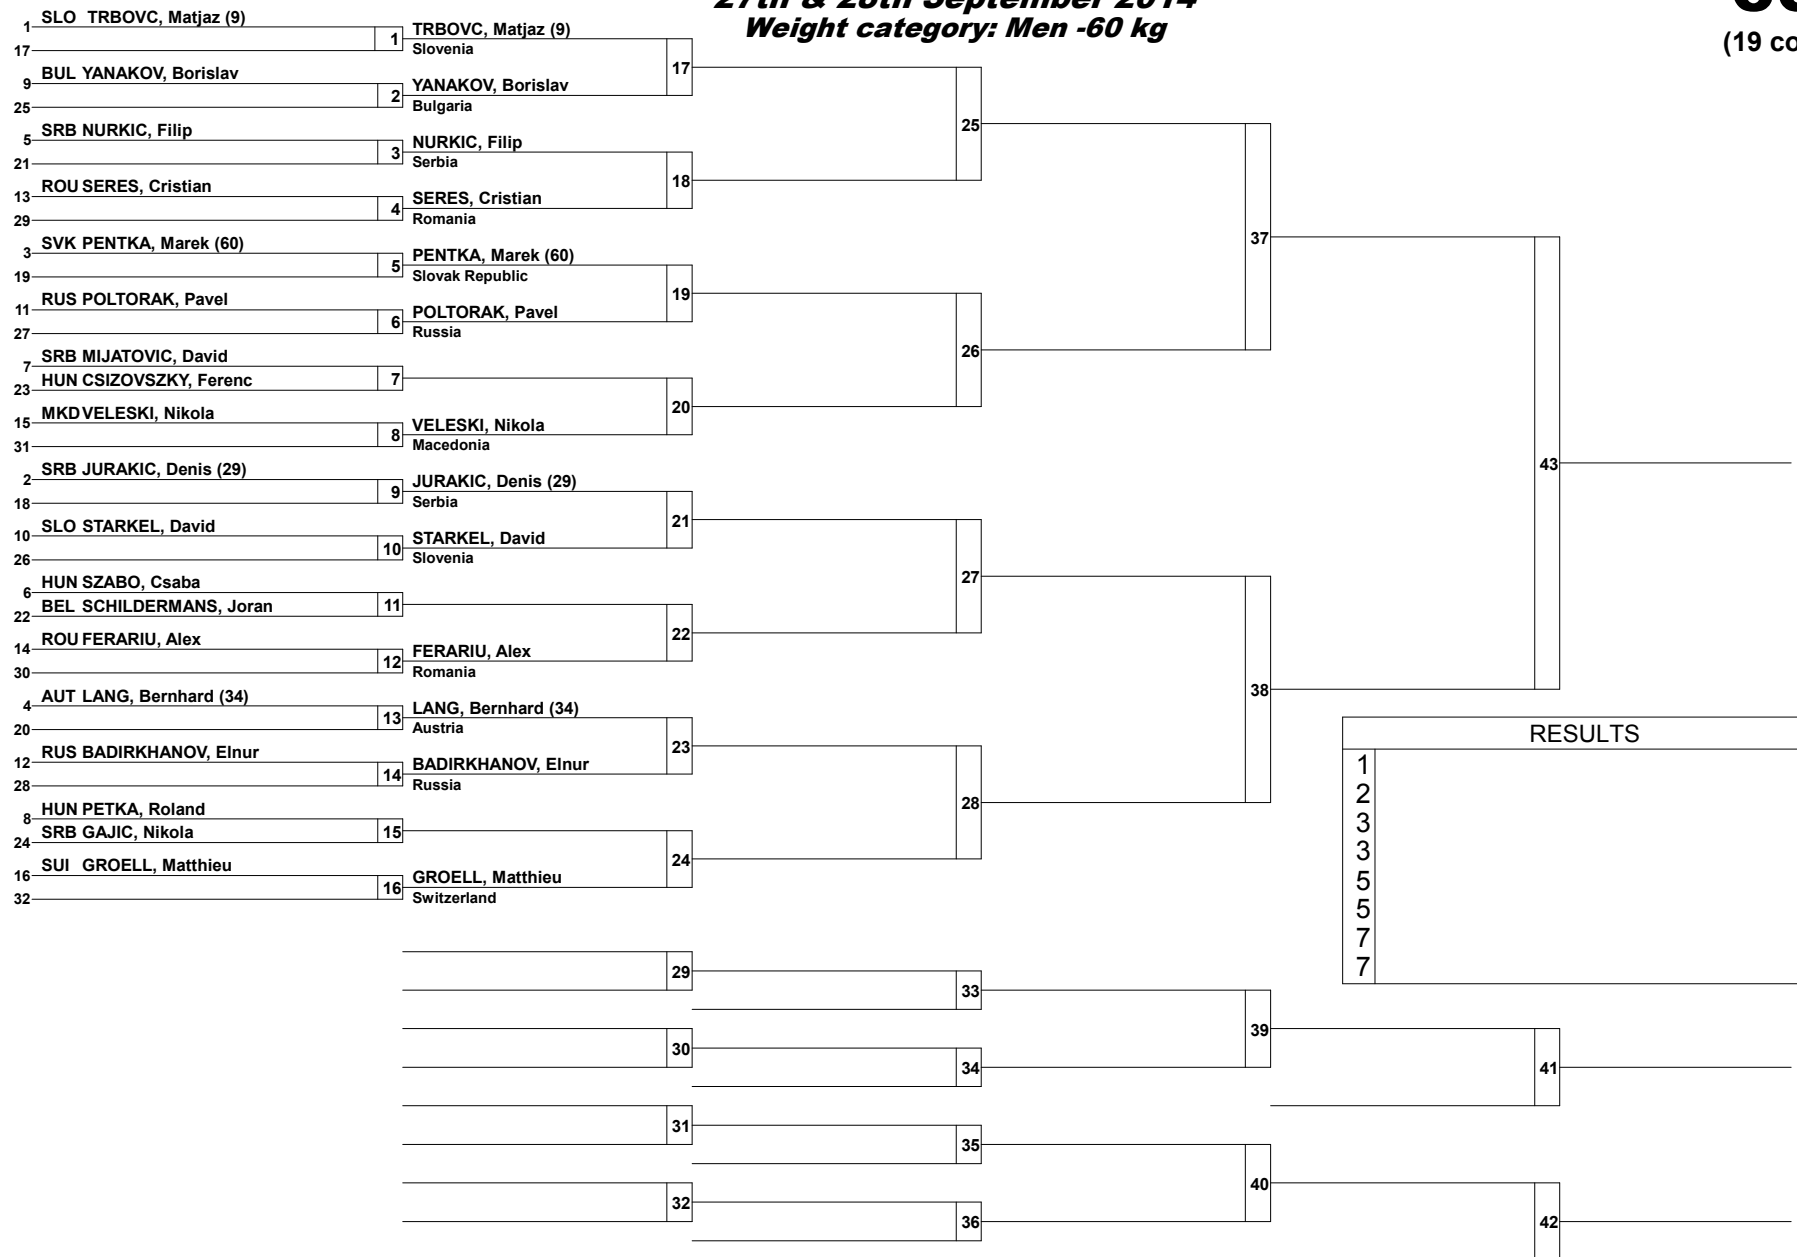 27th & 28th September 2014
Weight category: Men -60 kg
(19 co
1 SLO TRBOVC, Matjaz (9)
17
1 TRBOVC, Matjaz (9)
Slovenia
9 BUL YANAKOV, Borislav
25
2 YANAKOV, Borislav
Bulgaria
17
5 SRB NURKIC, Filip
21
3 NURKIC, Filip
Serbia
13 ROU SERES, Cristian
29
4 SERES, Cristian
Romania
18
25
3 SVK PENTKA, Marek (60)
19
5 PENTKA, Marek (60)
Slovak Republic
11 RUS POLTORAK, Pavel
27
6 POLTORAK, Pavel
Russia
19
7 SRB MIJATOVIC, David
23 HUN CSIZOVSZKY, Ferenc
7
15 MKD VELESKI, Nikola
31
8 VELESKI, Nikola
Macedonia
20
26
37
2 SRB JURAKIC, Denis (29)
18
9 JURAKIC, Denis (29)
Serbia
10 SLO STARKEL, David
26
10 STARKEL, David
Slovenia
21
6 HUN SZABO, Csaba
22 BEL SCHILDERMANS, Joran
11
14 ROU FERARIU, Alex
30
12 FERARIU, Alex
Romania
22
27
4 AUT LANG, Bernhard (34)
20
13 LANG, Bernhard (34)
Austria
12 RUS BADIRKHANOV, Elnur
28
14 BADIRKHANOV, Elnur
Russia
23
8 HUN PETKA, Roland
24 SRB GAJIC, Nikola
15
16 SUI GROELL, Matthieu
32
16 GROELL, Matthieu
Switzerland
24
28
38
43
RESULTS
1
2
3
3
5
5
7
7
29
30
31
32
33
34
35
36
39
40
41
42